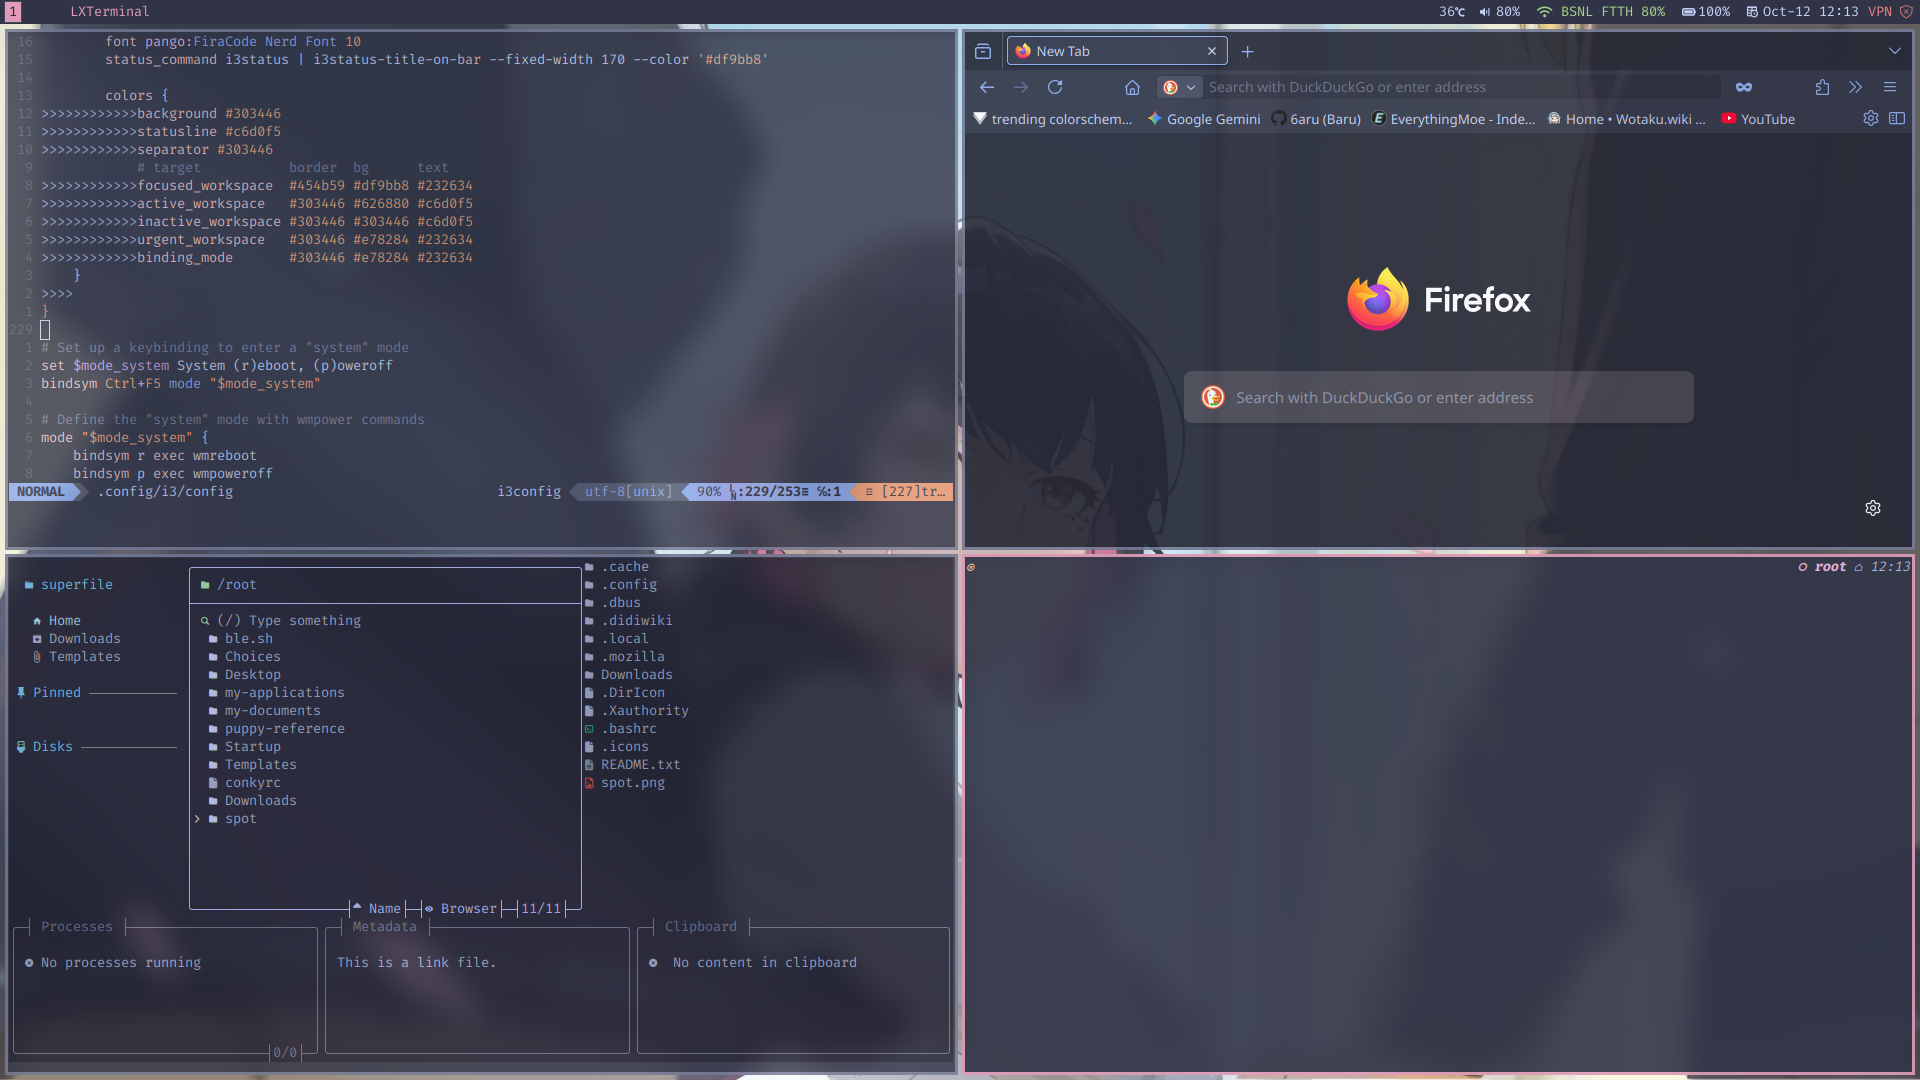 1 LXTerminal 36℃ 80% BSNL FTTH 80% 100% Oct-12 12:13 VPN
16 font pango:FiraCode Nerd Font 10
15 status_command i3status | i3status-title-on-bar --fixed-width 170 --color '#df9bb8'
14
13 colors {
12 >>>>>>>>>>>>background #303446
11 >>>>>>>>>>>>statusline #c6d0f5
10 >>>>>>>>>>>>separator #303446
9 # target border bg text
8 >>>>>>>>>>>>focused_workspace #454b59 #df9bb8 #232634
7 >>>>>>>>>>>>active_workspace #303446 #626880 #c6d0f5
6 >>>>>>>>>>>>inactive_workspace #303446 #303446 #c6d0f5
5 >>>>>>>>>>>>urgent_workspace #303446 #e78284 #232634
4 >>>>>>>>>>>>binding_mode #303446 #e78284 #232634
3 }
2 >>>>
1 }
229
1 # Set up a keybinding to enter a "system" mode
2 set $mode_system System (r)eboot, (p)oweroff
3 bindsym Ctrl+F5 mode "$mode_system"
4
5 # Define the "system" mode with wmpower commands
6 mode "$mode_system" {
7 bindsym r exec wmreboot
8 bindsym p exec wmpoweroff
NORMAL .config/i3/config i3config utf-8[unix] 90% :229/253≡ ℅:1 [227]tr…
New Tab
Search with DuckDuckGo or enter address
trending colorschem… Google Gemini 6aru (Baru) EverythingMoe - Inde… Home • Wotaku.wiki … YouTube
Firefox
Search with DuckDuckGo or enter address
superfile
Home
Downloads
Templates
Pinned
Disks
/root
(/) Type something
ble.sh
Choices
Desktop
my-applications
my-documents
puppy-reference
Startup
Templates
conkyrc
Downloads
> spot
Name Browser 11/11
.cache
.config
.dbus
.didiwiki
.local
.mozilla
Downloads
.DirIcon
.Xauthority
.bashrc
.icons
README.txt
spot.png
Processes
No processes running
0/0
Metadata
This is a link file.
Clipboard
No content in clipboard
root 12:13